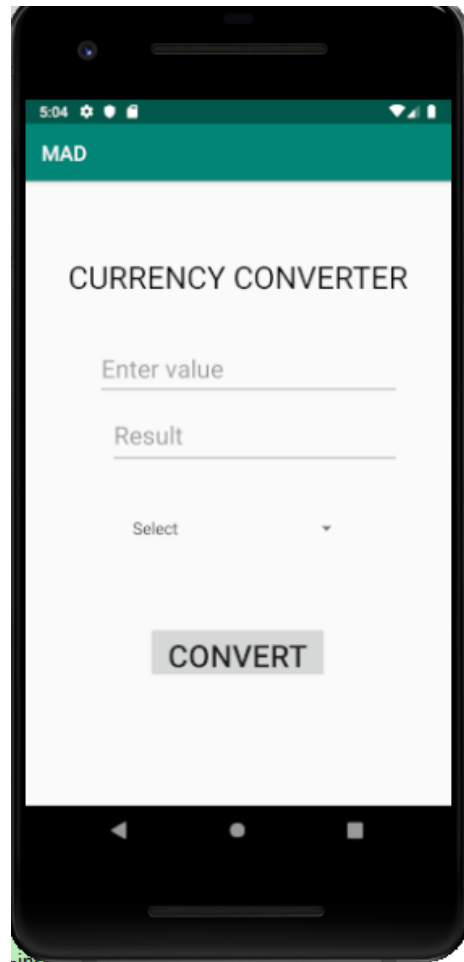 5:04
MAD
CURRENCY CONVERTER
Enter value
Result
Select
CONVERT